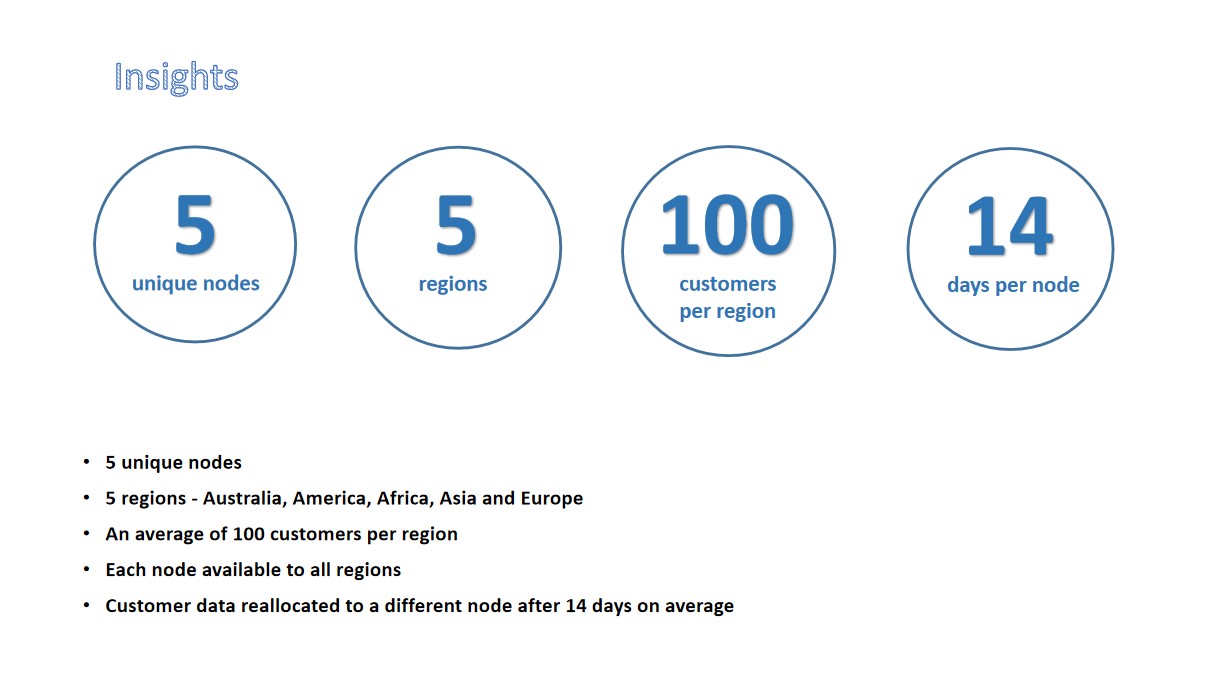 Insights
5
unique nodes
5
regions
100
customers
per region
14
days per node
• 5 unique nodes
• 5 regions - Australia, America, Africa, Asia and Europe
• An average of 100 customers per region
• Each node available to all regions
• Customer data reallocated to a different node after 14 days on average